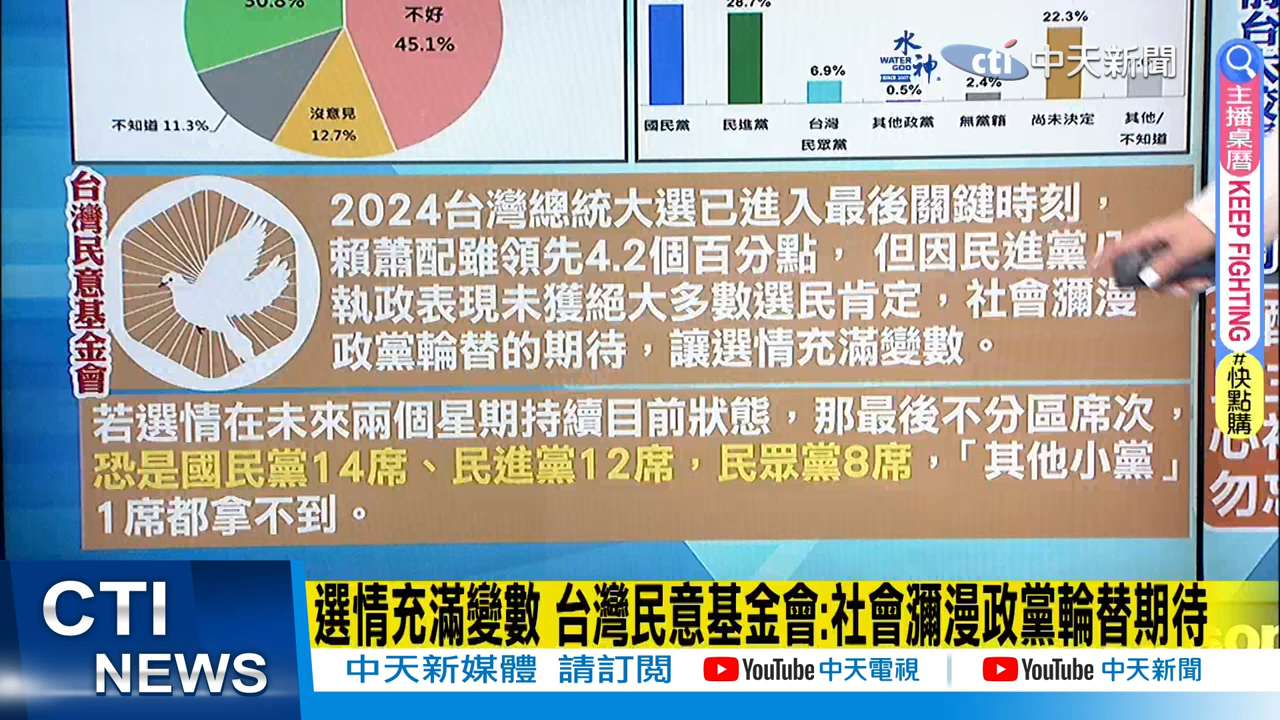 30.8%
不好
45.1%
沒意見
12.7%
不知道 11.3%
28.7%
6.9%
0.5%
2.4%
22.3%
國民黨
民進黨
台灣
民眾黨
其他政黨
無黨籍
尚未決定
其他/
不知道
水神
WATER GOD
SINCE 2007
cti 中天新聞
主播桌曆
KEEP FIGHTING
#快點購
台灣民意基金會
2024台灣總統大選已進入最後關鍵時刻，
賴蕭配雖領先4.2個百分點，但因民進黨
執政表現未獲絕大多數選民肯定，社會瀰漫
政黨輪替的期待，讓選情充滿變數。
若選情在未來兩個星期持續目前狀態，那最後不分區席次，
恐是國民黨14席、民進黨12席，民眾黨8席，「其他小黨」
1席都拿不到。
CTI
NEWS
選情充滿變數 台灣民意基金會:社會瀰漫政黨輪替期待
中天新媒體 請訂閱 YouTube 中天電視 YouTube 中天新聞